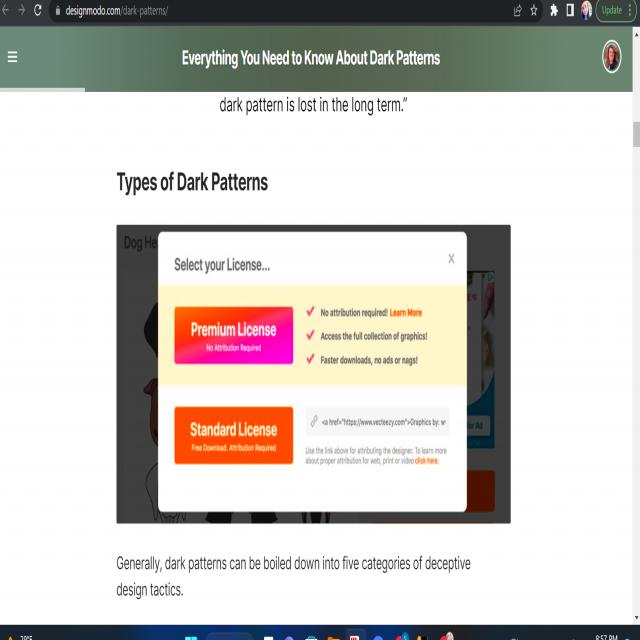 designmodo.com/dark-patterns/
Update
Everything You Need to Know About Dark Patterns
dark pattern is lost in the long term.”
Types of Dark Patterns
Dog He
Select your License...
X
Premium License
No Attribution Required
No attribution required! Learn More
Access the full collection of graphics!
Faster downloads, no ads or nags!
Standard License
Free Download. Attribution Required
<a href="https://www.vecteezy.com">Graphics by: w
Use the link above for attributing the designer. To learn more
about proper attribution for web, print or video click here.
Ad
Generally, dark patterns can be boiled down into five categories of deceptive
design tactics.
8:57 PM